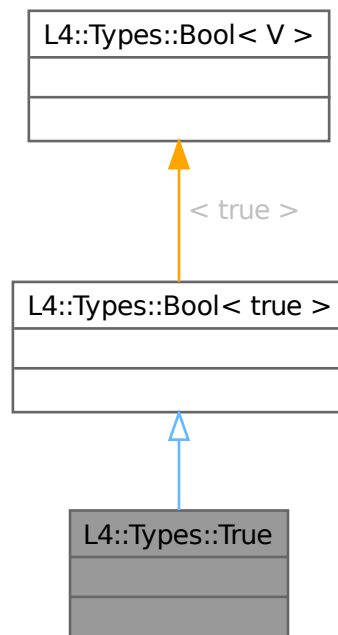 L4::Types::Bool< V >
< true >
L4::Types::Bool< true >
L4::Types::True